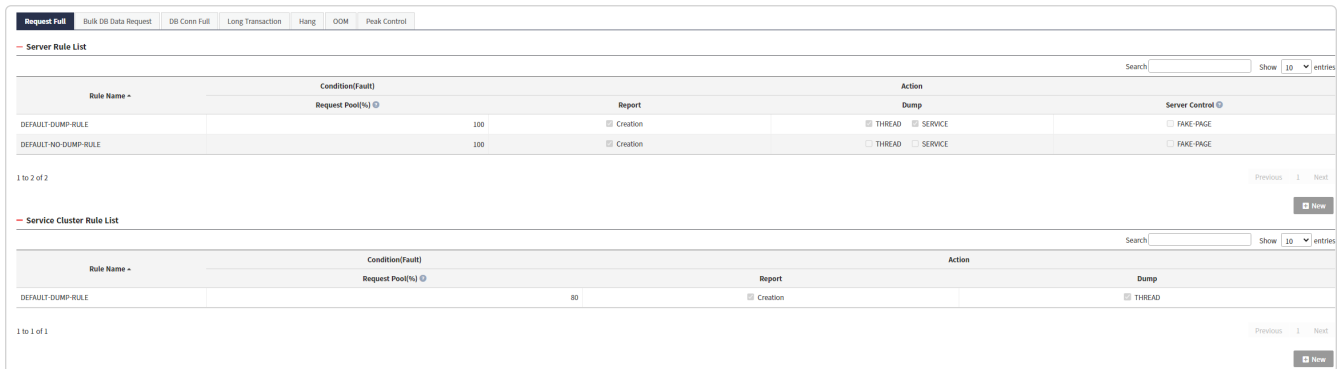 Request Full Bulk DB Data Request DB Conn Full Long Transaction Hang OOM Peak Control
Server Rule List
Search Show 10 entries
Rule Name Condition(Fault) Action
Request Pool(%) Report Dump Server Control
DEFAULT-DUMP-RULE 100 Creation THREAD SERVICE FAKE-PAGE
DEFAULT-NO-DUMP-RULE 100 Creation THREAD SERVICE FAKE-PAGE
1 to 2 of 2 Previous 1 Next
New
Service Cluster Rule List
Search Show 10 entries
Rule Name Condition(Fault) Action
Request Pool(%) Report Dump
DEFAULT-DUMP-RULE 80 Creation THREAD
1 to 1 of 1 Previous 1 Next
New